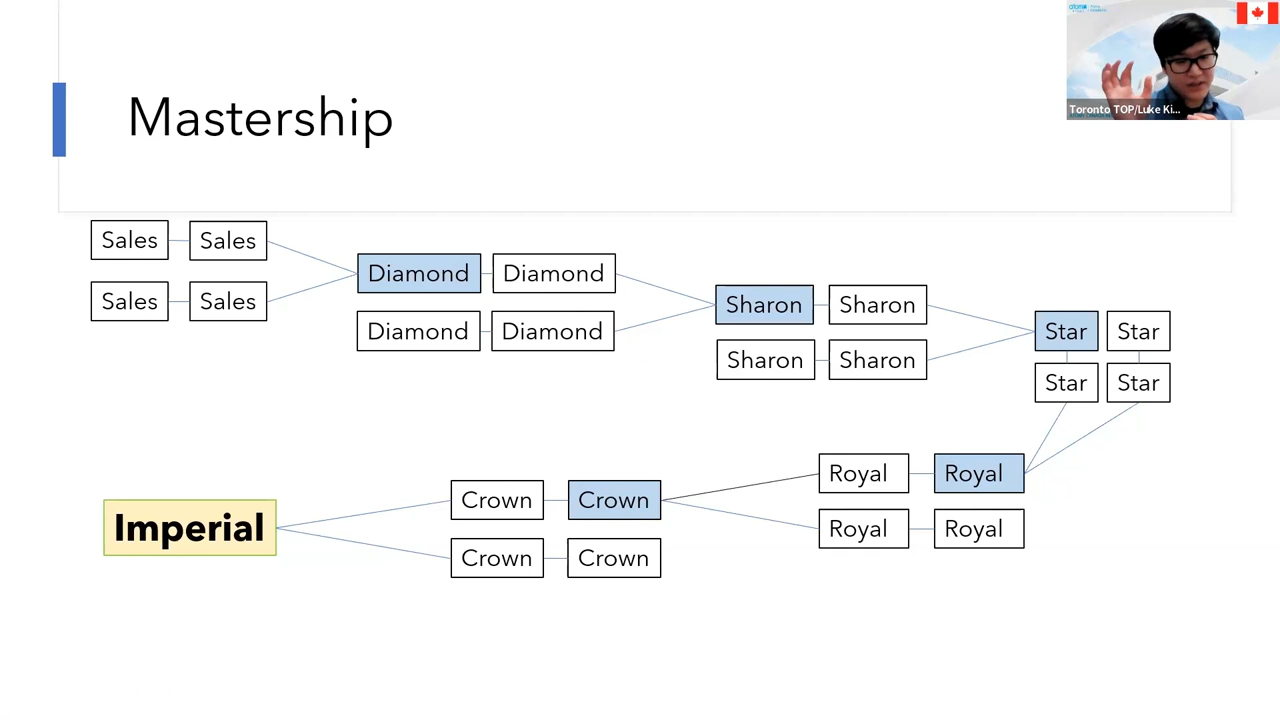 Toronto TOP/Luke Ki...
Mastership
Sales Sales
Sales Sales
Diamond Diamond
Diamond Diamond
Sharon Sharon
Sharon Sharon
Star Star
Star Star
Royal Royal
Royal Royal
Crown Crown
Crown Crown
Imperial